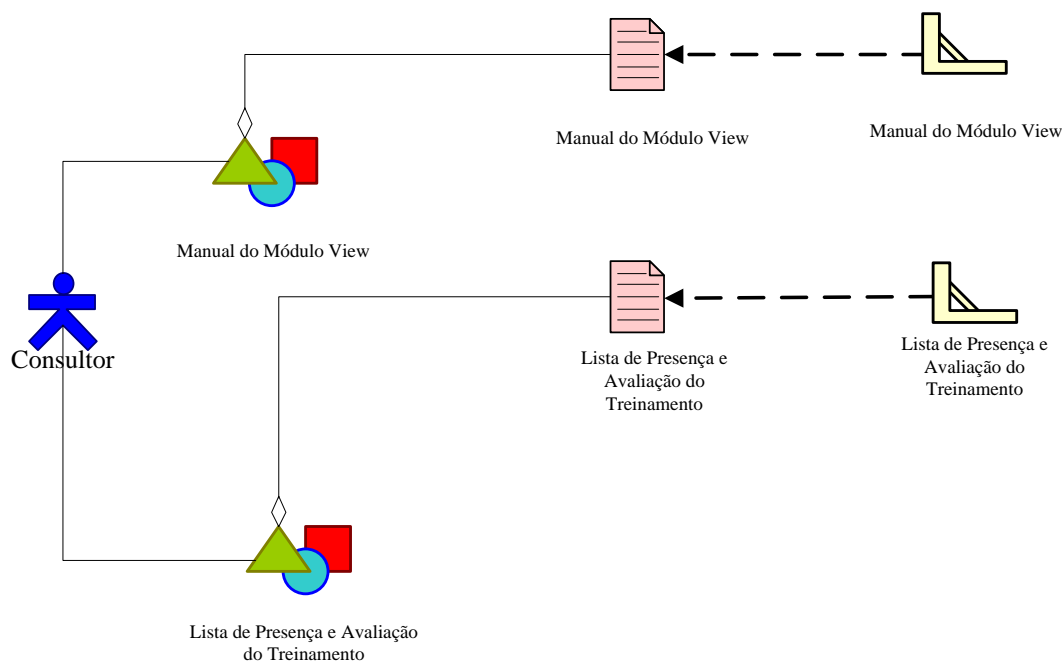 Manual do Módulo View
Manual do Módulo View
Manual do Módulo View
Consultor
Lista de Presença e
Avaliação do
Treinamento
Lista de Presença e
Avaliação do
Treinamento
Lista de Presença e Avaliação
do Treinamento